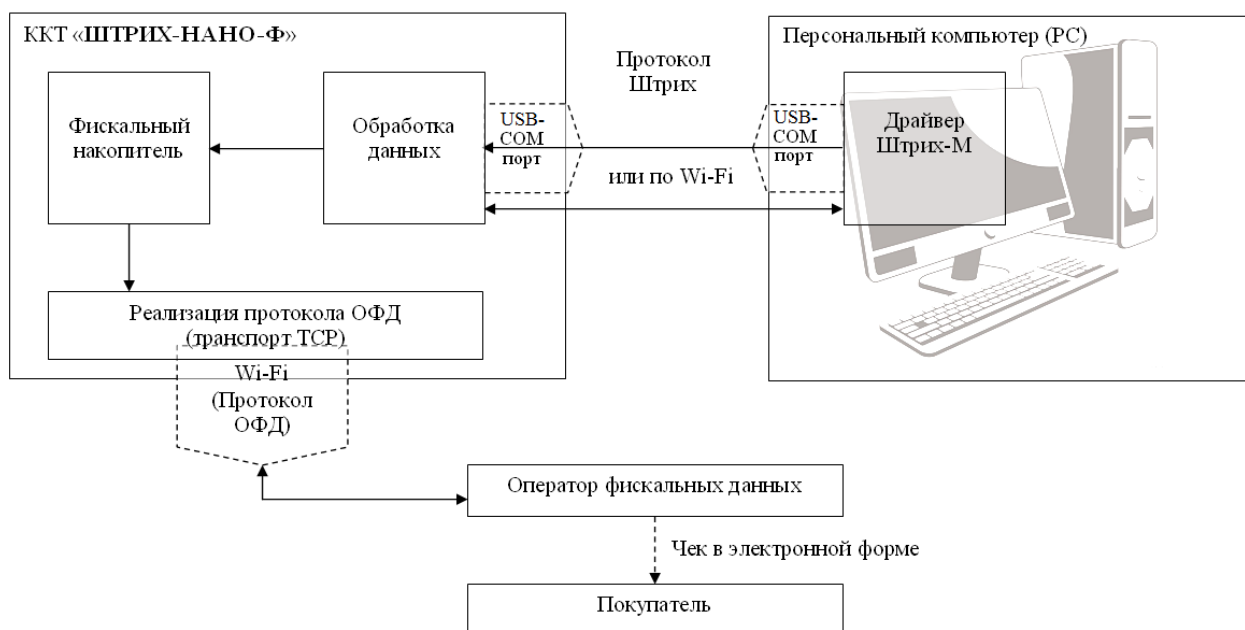 ККТ «ШТРИХ-НАНО-Ф»
Персональный компьютер (PC)
Протокол
Штрих
Фискальный
накопитель
Обработка
данных
USB-
COM
порт
USB-
COM
порт
Драйвер
Штрих-М
или по Wi-Fi
Реализация протокола ОФД
(транспорт TCP)
Wi-Fi
(Протокол
ОФД)
Оператор фискальных данных
Чек в электронной форме
Покупатель